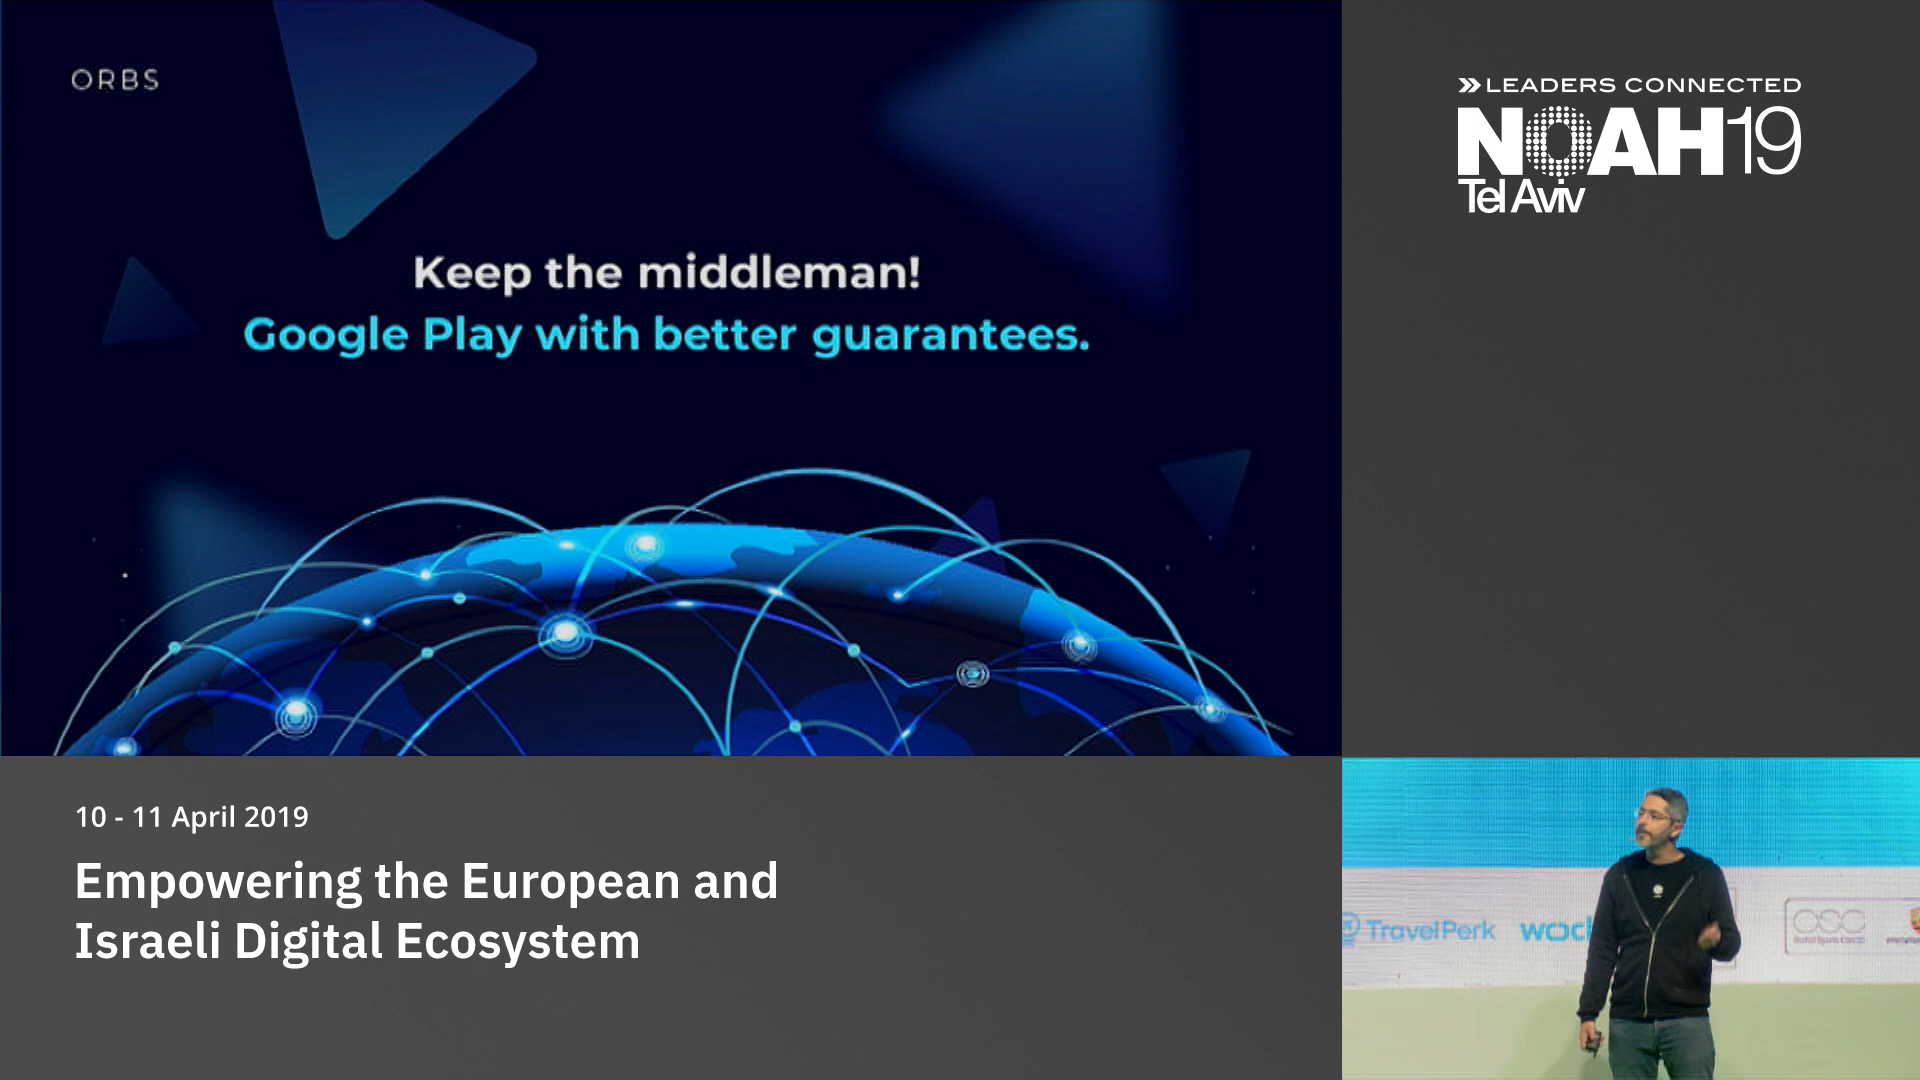 ORBS
Keep the middleman!
Google Play with better guarantees.
LEADERS CONNECTED
NOAH19
Tel Aviv
10 - 11 April 2019
Empowering the European and
Israeli Digital Ecosystem
TravelPerk